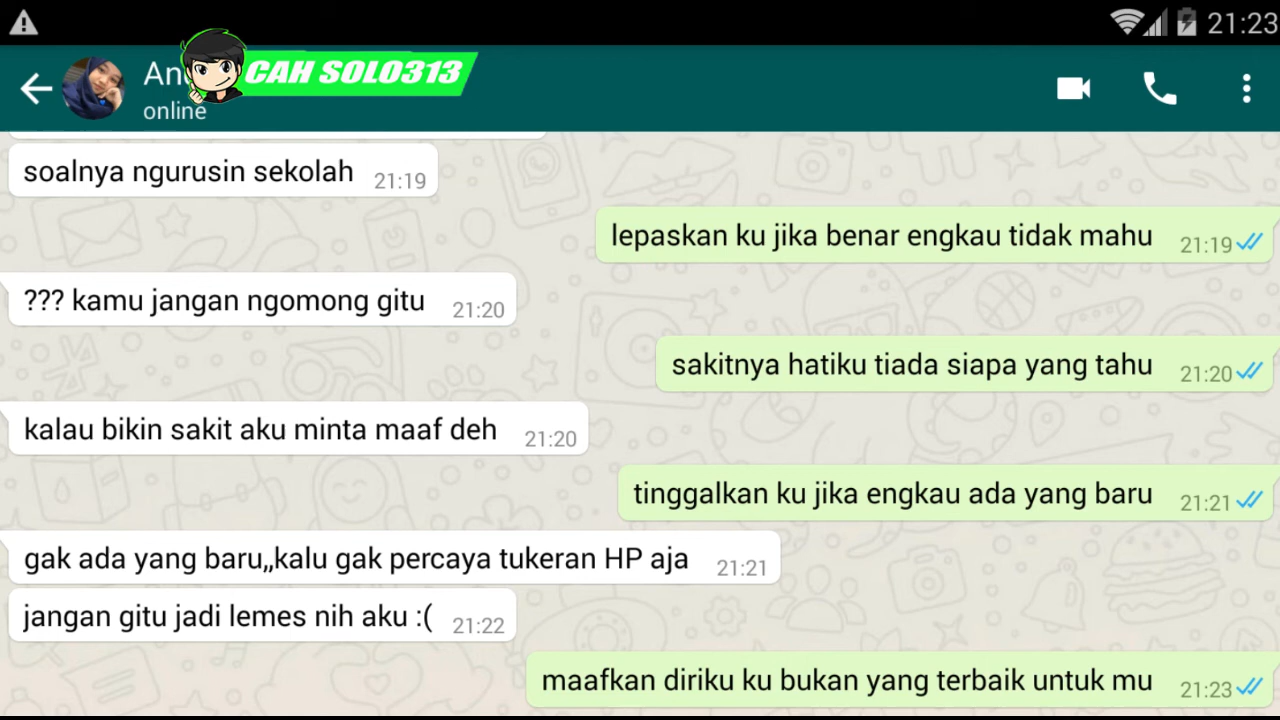 21:23
An
CAH SOLO313
online
soalnya ngurusin sekolah 21:19
lepaskan ku jika benar engkau tidak mahu 21:19
??? kamu jangan ngomong gitu 21:20
sakitnya hatiku tiada siapa yang tahu 21:20
kalau bikin sakit aku minta maaf deh 21:20
tinggalkan ku jika engkau ada yang baru 21:21
gak ada yang baru,,kalu gak percaya tukeran HP aja 21:21
jangan gitu jadi lemes nih aku :( 21:22
maafkan diriku ku bukan yang terbaik untuk mu 21:23